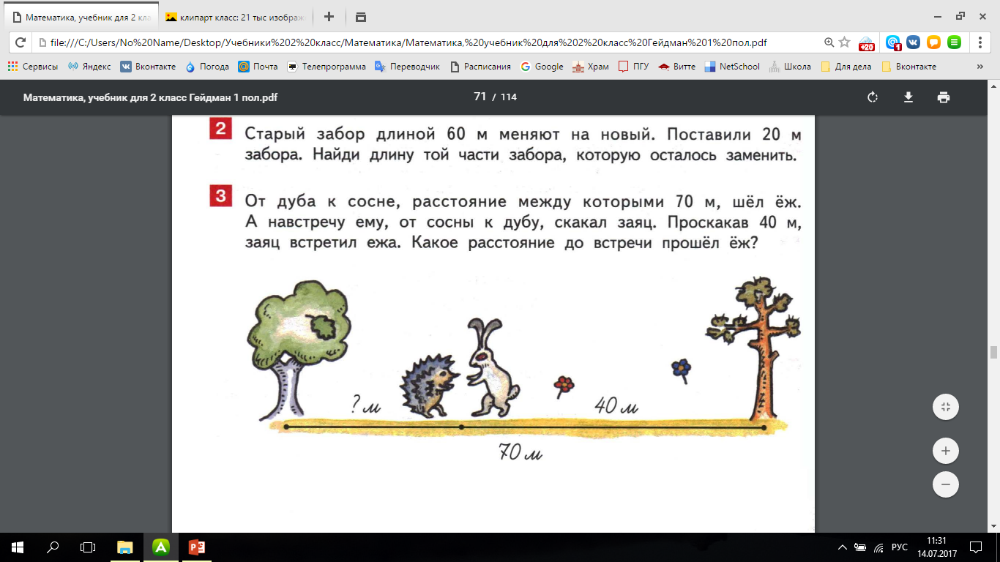 Математика, учебник для 2 кла
клипарт класс: 21 тыс изображ
file:///C:/Users/No%20Name/Desktop/Учебники%202%20класс/Математика/Математика,%20учебник%20для%202%20класс%20Гейдман%201%20пол.pdf
+20
1
Сервисы Яндекс Вконтакте Погода Почта Телепрограмма Переводчик Расписания Google Храм ПГУ Витте NetSchool Школа Для дела Вконтакте »
Математика, учебник для 2 класс Гейдман 1 пол.pdf 71 / 114
2 Старый забор длиной 60 м меняют на новый. Поставили 20 м
забора. Найди длину той части забора, которую осталось заменить.
3 От дуба к сосне, расстояние между которыми 70 м, шёл ёж.
А навстречу ему, от сосны к дубу, скакал заяц. Проскакав 40 м,
заяц встретил ежа. Какое расстояние до встречи прошёл ёж?
? м 40 м
70 м
РУС 11:31
14.07.2017